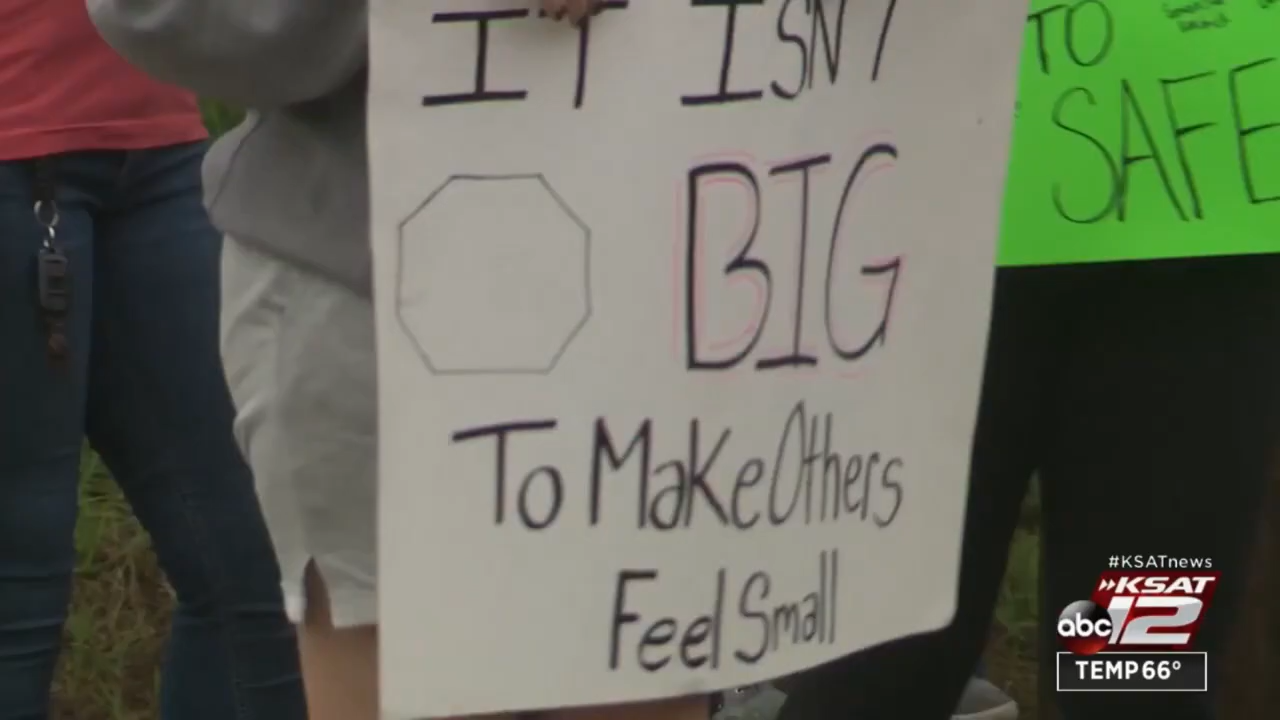 IT ISN'T
BIG
To Make Others
Feel Small
TO
SAFE
#KSATnews
KSAT
abc 12
TEMP 66°